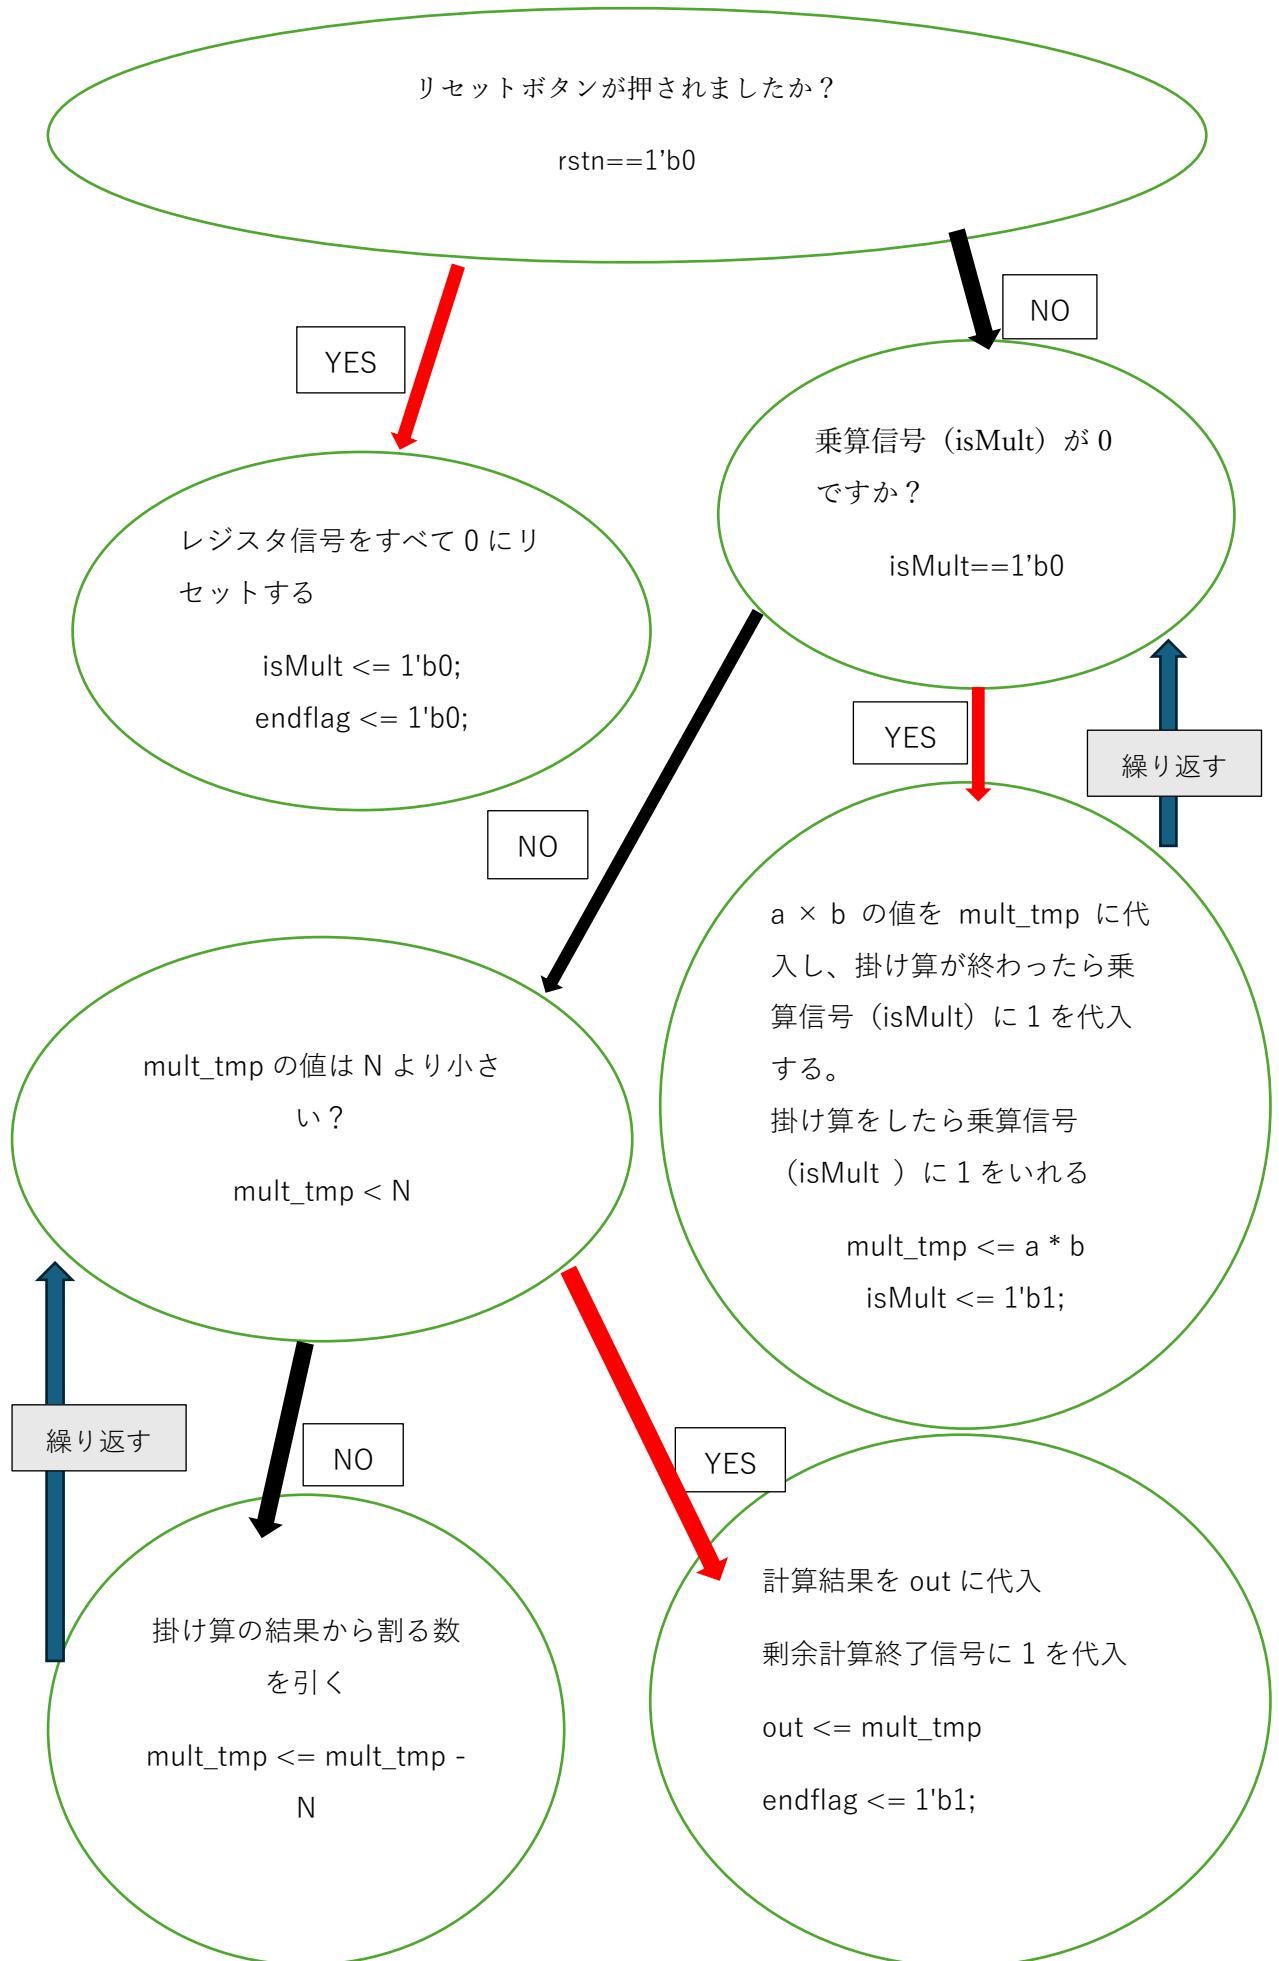 リセットボタンが押されましたか？
rstn==1’b0
NO
YES
乗算信号（isMult）が 0
ですか？
isMult==1’b0
レジスタ信号をすべて 0 にリ
セットする
isMult <= 1'b0;
endflag <= 1'b0;
YES
繰り返す
NO
a × b の値を mult_tmp に代
入し、掛け算が終わったら乗
算信号（isMult）に 1 を代入
する。
掛け算をしたら乗算信号
（isMult ）に 1 をいれる
mult_tmp <= a * b
isMult <= 1'b1;
mult_tmp の値は N より小さ
い？
mult_tmp < N
繰り返す
NO
YES
掛け算の結果から割る数
を引く
mult_tmp <= mult_tmp -
N
計算結果を out に代入
剰余計算終了信号に 1 を代入
out <= mult_tmp
endflag <= 1'b1;